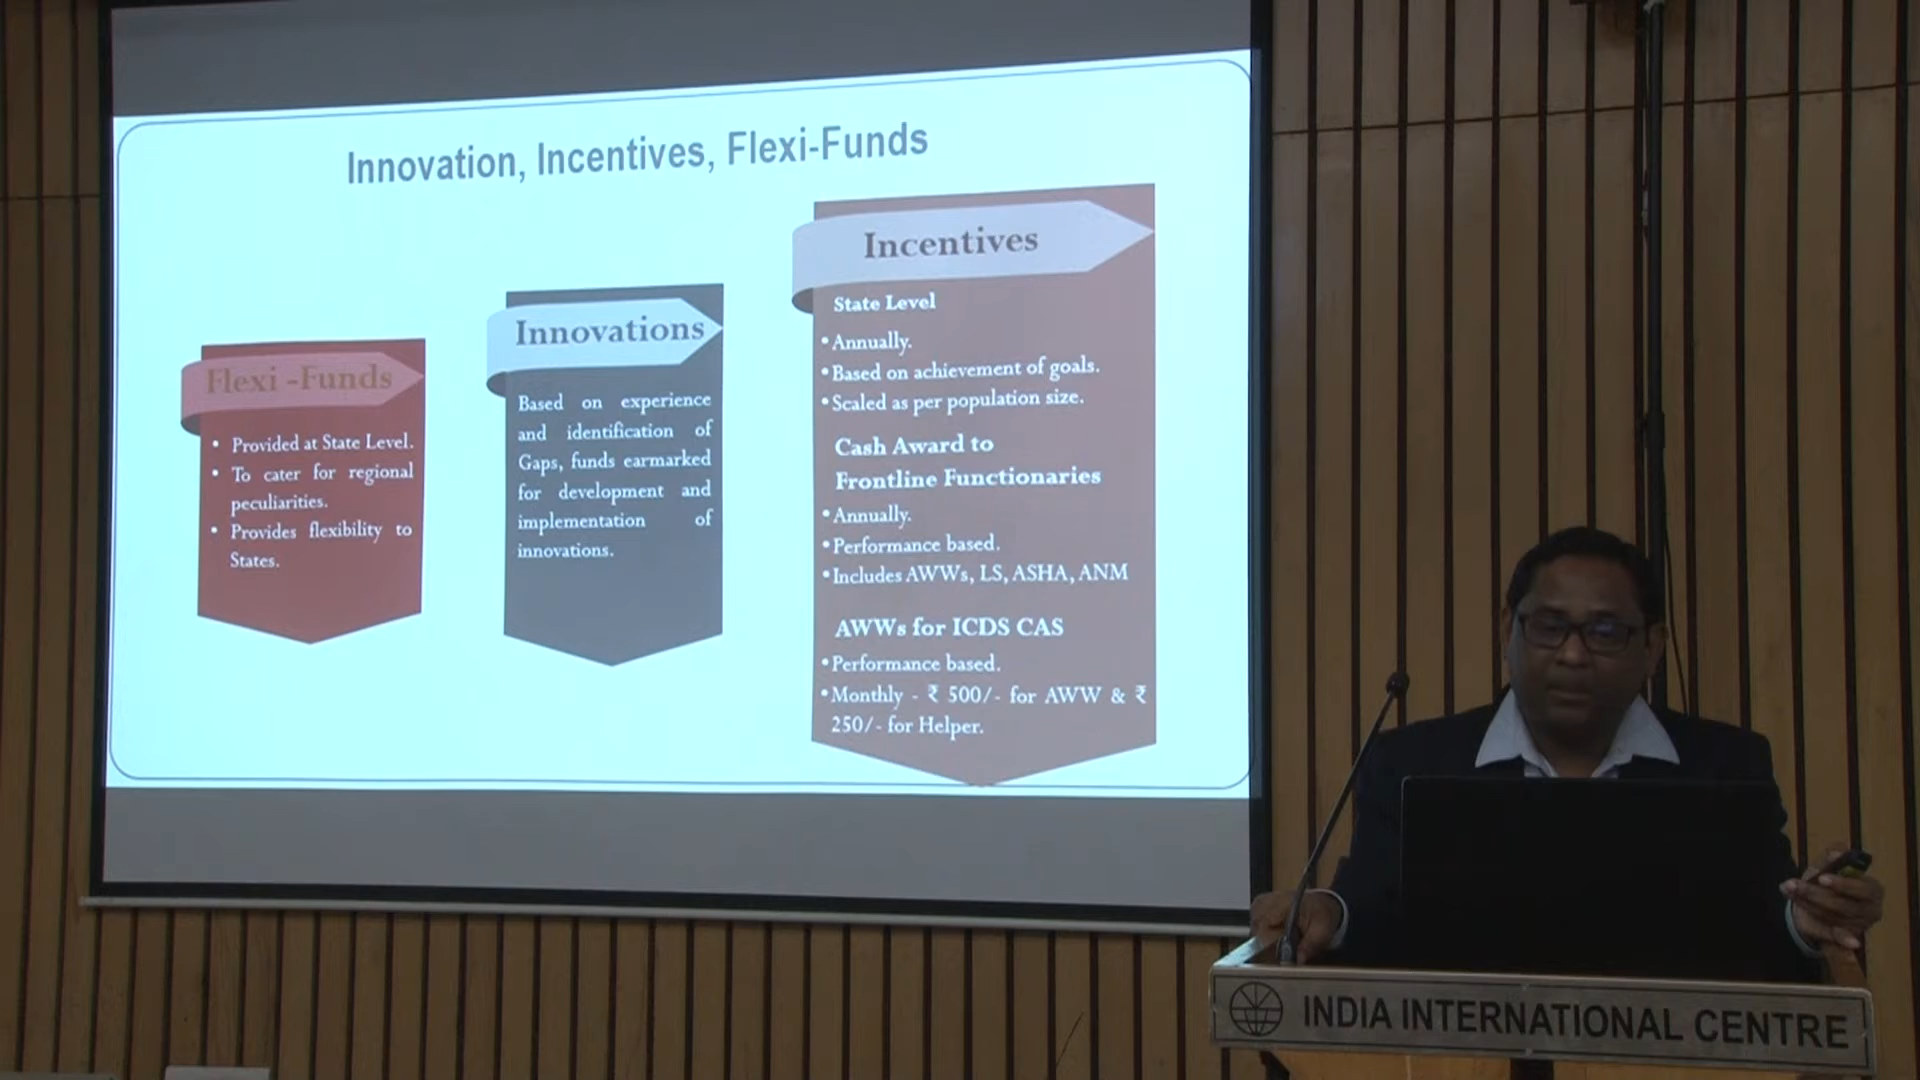 Innovation, Incentives, Flexi-Funds
Flexi -Funds
• Provided at State Level.
• To cater for regional
peculiarities.
• Provides flexibility to
States.
Innovations
Based on experience
and identification of
Gaps, funds earmarked
for development and
implementation of
innovations.
Incentives
State Level
•Annually.
•Based on achievement of goals.
•Scaled as per population size.
Cash Award to
Frontline Functionaries
•Annually.
•Performance based.
•Includes AWWs, LS, ASHA, ANM
AWWs for ICDS CAS
•Performance based.
•Monthly - ₹ 500/- for AWW & ₹
250/- for Helper.
INDIA INTERNATIONAL CENTRE